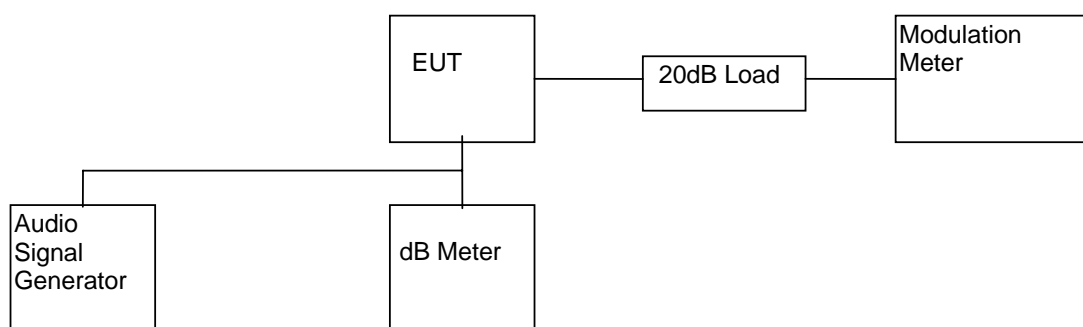 EUT
20dB Load
Modulation
Meter
Audio
Signal
Generator
dB Meter